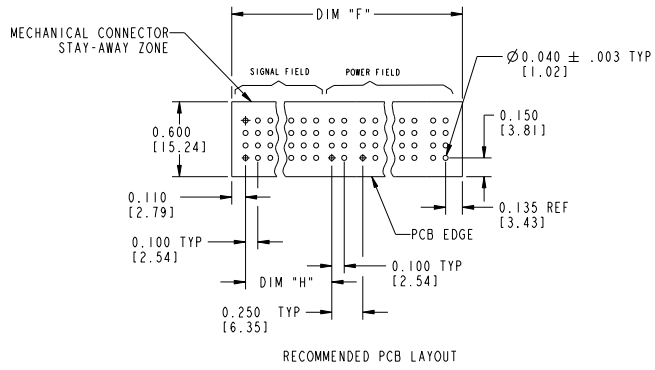 DIM "F"
MECHANICAL CONNECTOR
STAY-AWAY ZONE
Ø0.040 ± .003 TYP
[1.02]
SIGNAL FIELD
POWER FIELD
0.600
[15.24]
0.150
[3.81]
0.110
[2.79]
0.135 REF
[3.43]
PCB EDGE
0.100 TYP
[2.54]
0.100 TYP
[2.54]
DIM "H"
0.250 TYP
[6.35]
RECOMMENDED PCB LAYOUT